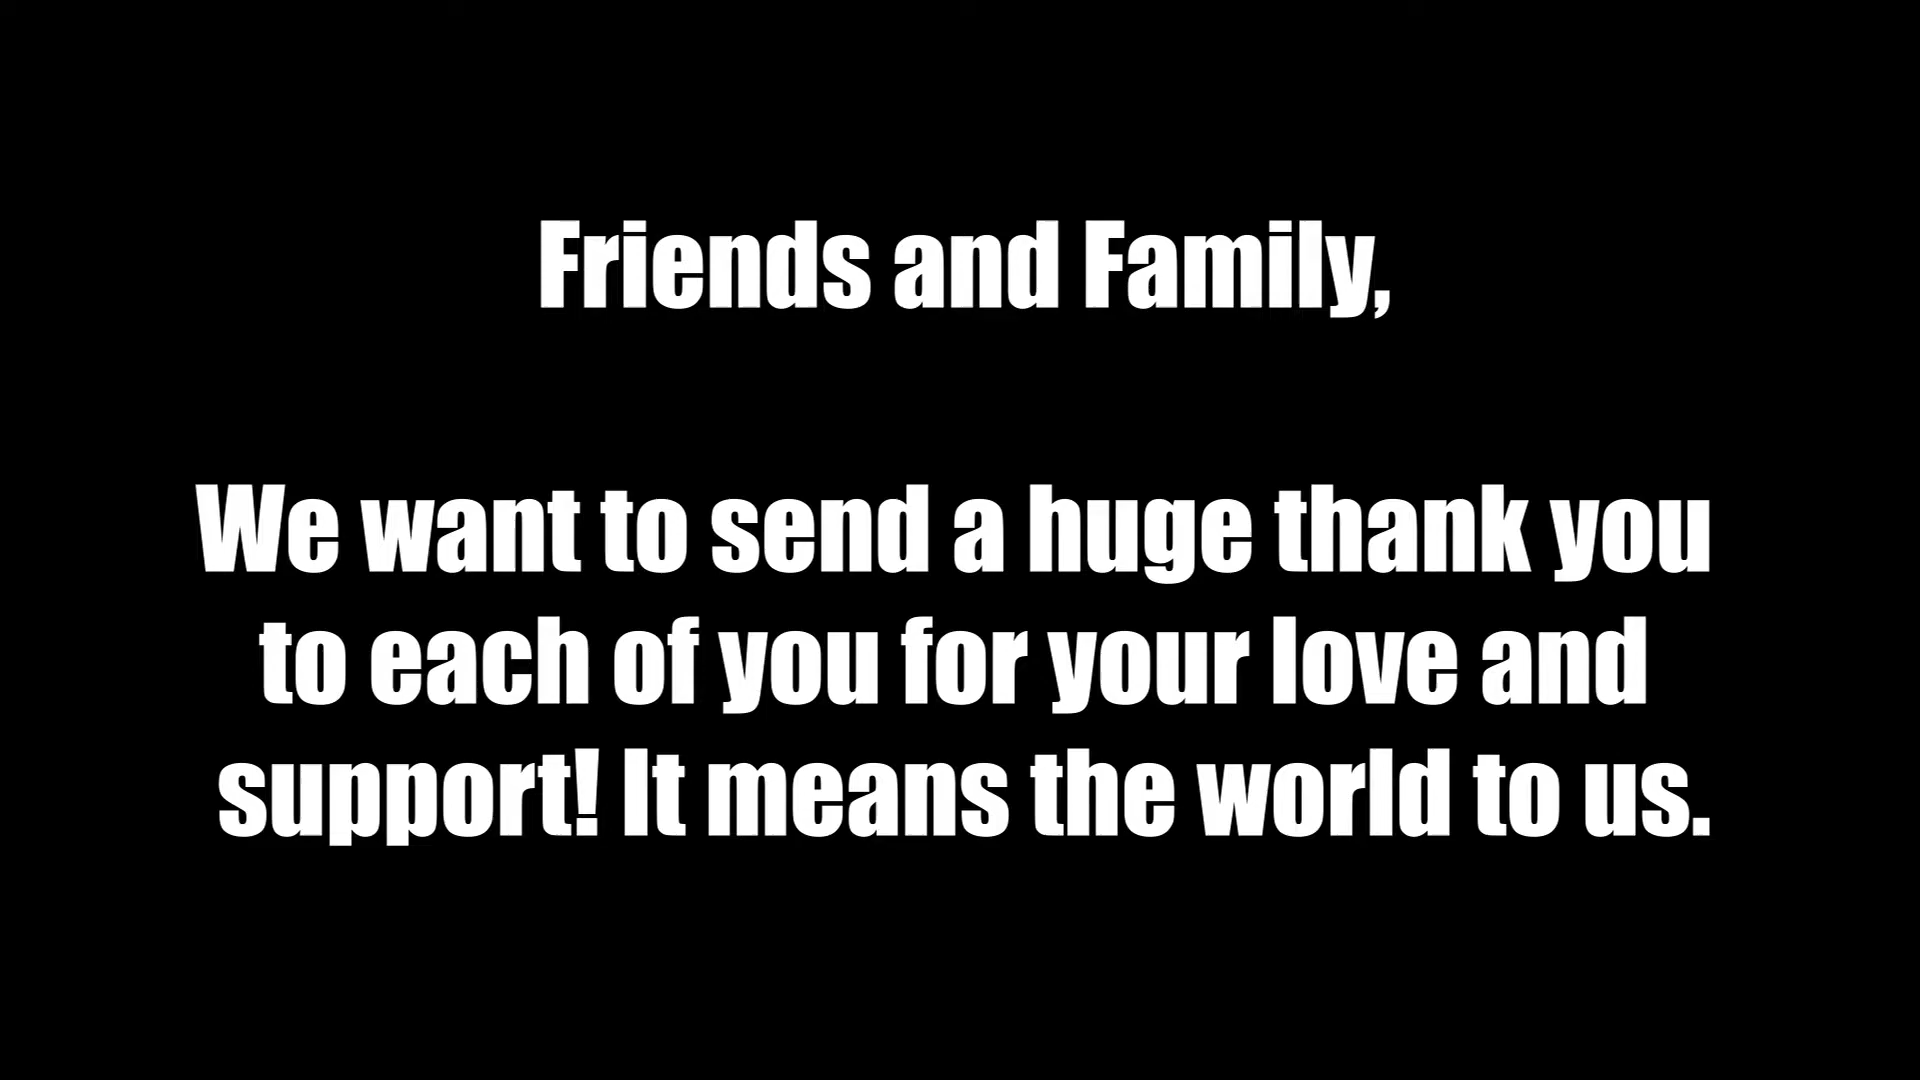 Friends and Family,
We want to send a huge thank you
to each of you for your love and
support! It means the world to us.